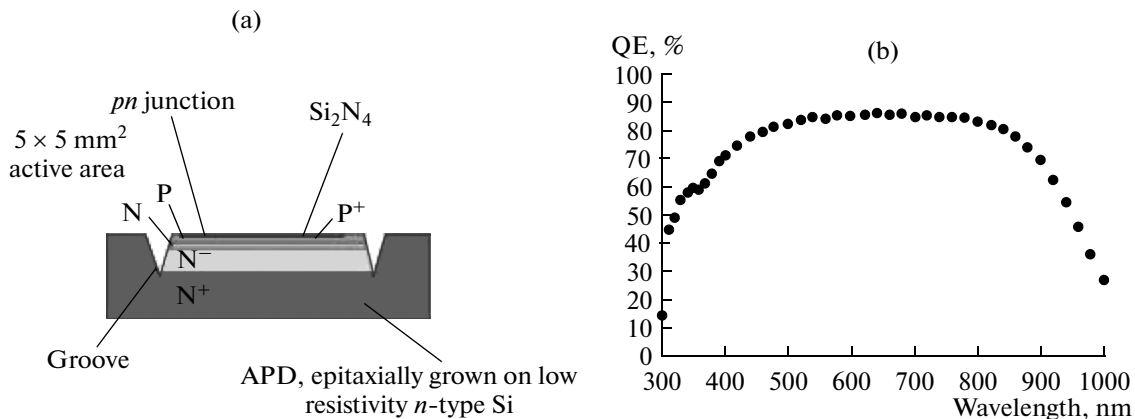 (a)
pn junction
Si₂N₄
5 × 5 mm²
active area
P
N
P⁺
N⁻
N⁺
Groove
APD, epitaxially grown on low
resistivity n-type Si
QE, %
(b)
100
90
80
70
60
50
40
30
20
10
0
300 400 500 600 700 800 900 1000
Wavelength, nm